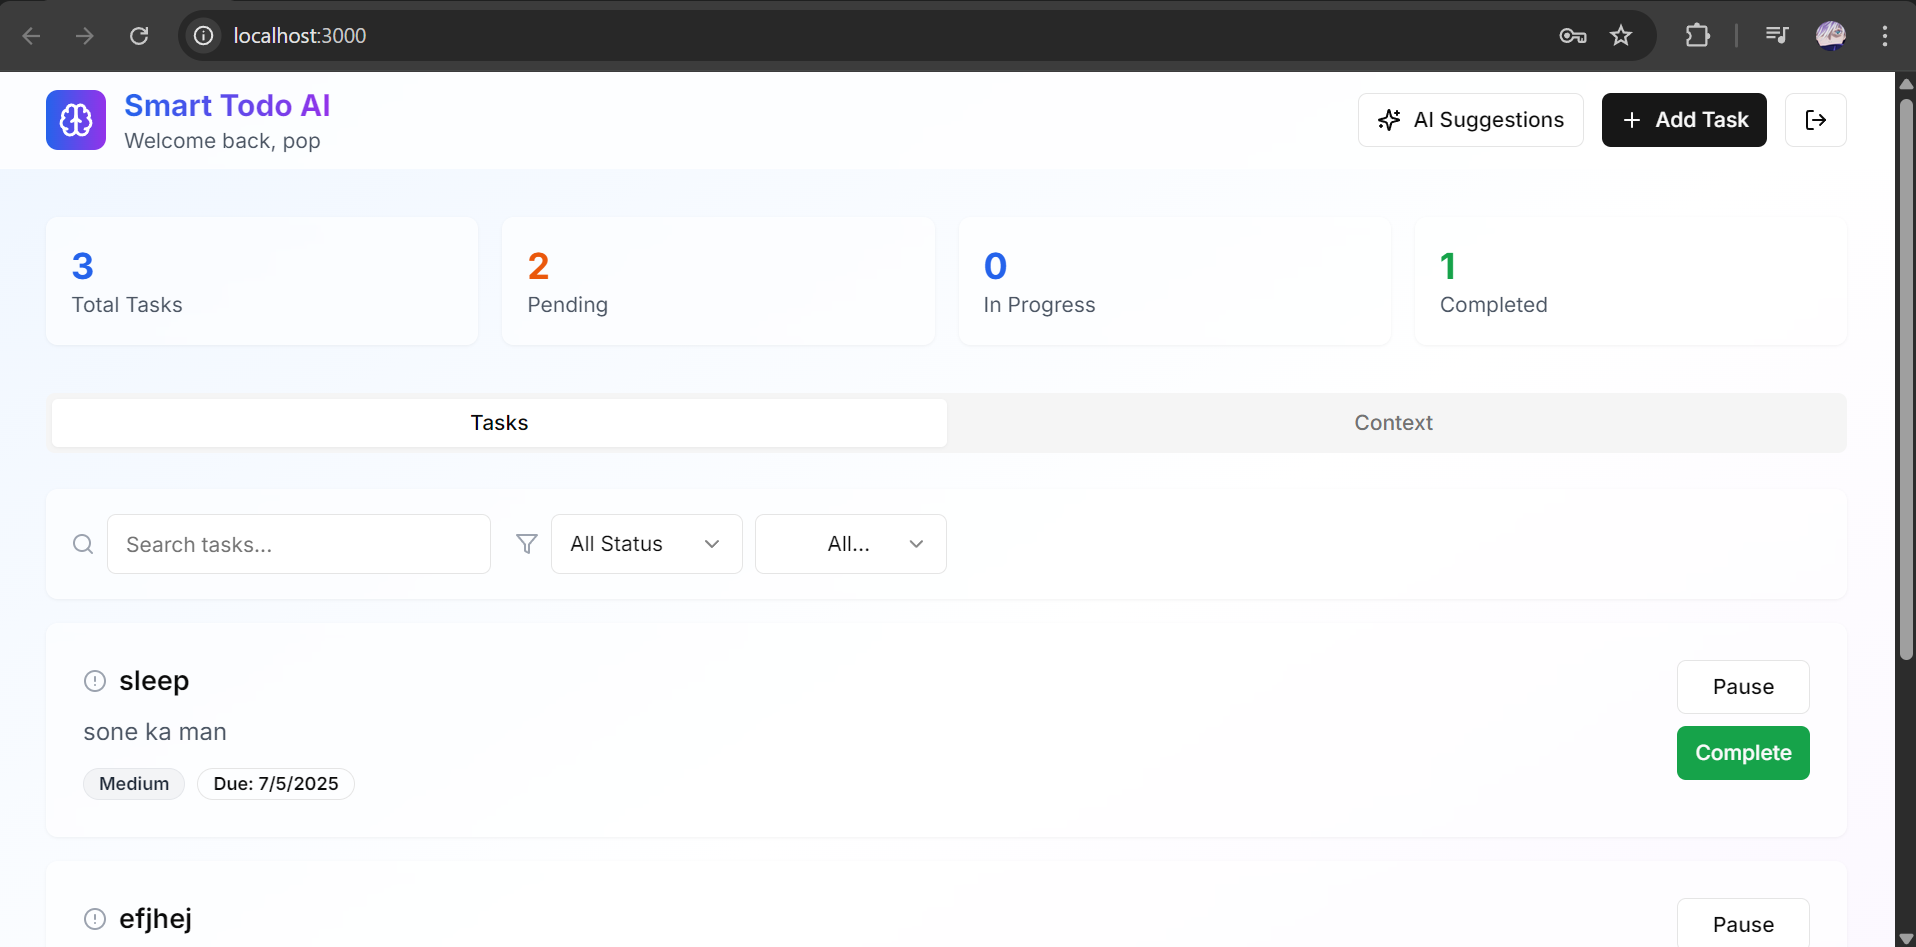 localhost:3000
Smart Todo AI
Welcome back, pop
AI Suggestions
Add Task
3
Total Tasks
2
Pending
0
In Progress
1
Completed
Tasks
Context
Search tasks...
All Status
All...
sleep
sone ka man
Medium
Due: 7/5/2025
Pause
Complete
efjhej
Pause